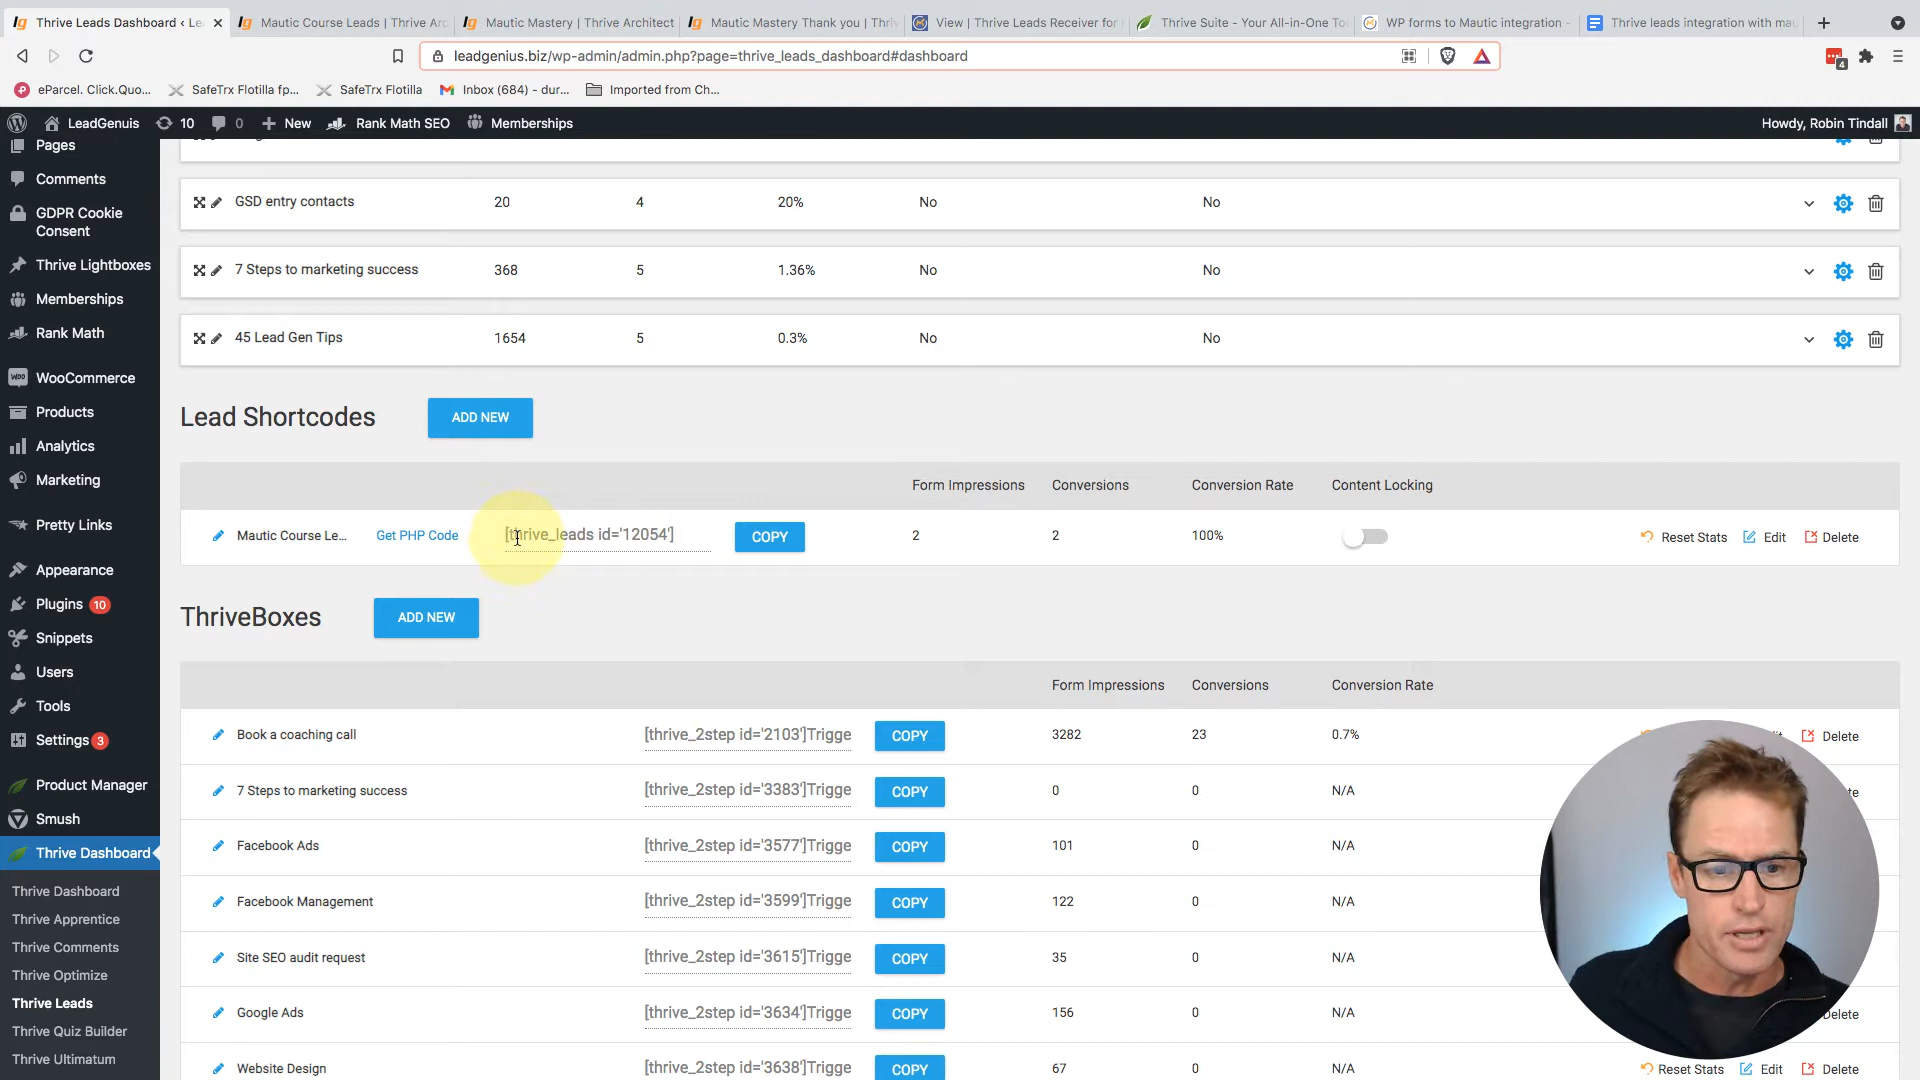 Thrive Leads Dashboard ‹ Le
Mautic Course Leads | Thrive Arc
Mautic Mastery | Thrive Architect
Mautic Mastery Thank you | Thriv
View | Thrive Leads Receiver for
Thrive Suite - Your All-in-One To
WP forms to Mautic integration -
Thrive leads integration with mau
leadgenius.biz/wp-admin/admin.php?page=thrive_leads_dashboard#dashboard
4
eParcel. Click.Quo...
SafeTrx Flotilla fp...
SafeTrx Flotilla
Inbox (684) - dur...
Imported from Ch...
LeadGenuis
10
0
New
Rank Math SEO
Memberships
Howdy, Robin Tindall
Pages
Comments
GDPR Cookie
Consent
Thrive Lightboxes
Memberships
Rank Math
WooCommerce
Products
Analytics
Marketing
Pretty Links
Appearance
Plugins 10
Snippets
Users
Tools
Settings 3
Product Manager
Smush
Thrive Dashboard
Thrive Dashboard
Thrive Apprentice
Thrive Comments
Thrive Optimize
Thrive Leads
Thrive Quiz Builder
Thrive Ultimatum
GSD entry contacts 20 4 20% No No
7 Steps to marketing success 368 5 1.36% No No
45 Lead Gen Tips 1654 5 0.3% No No
Lead Shortcodes ADD NEW
Form Impressions Conversions Conversion Rate Content Locking
Mautic Course Le... Get PHP Code [thrive_leads id='12054'] COPY 2 2 100% Reset Stats Edit Delete
ThriveBoxes ADD NEW
Form Impressions Conversions Conversion Rate
Book a coaching call [thrive_2step id='2103']Trigge COPY 3282 23 0.7% Delete
7 Steps to marketing success [thrive_2step id='3383']Trigge COPY 0 0 N/A
Facebook Ads [thrive_2step id='3577']Trigge COPY 101 0 N/A
Facebook Management [thrive_2step id='3599']Trigge COPY 122 0 N/A
Site SEO audit request [thrive_2step id='3615']Trigge COPY 35 0 N/A
Google Ads [thrive_2step id='3634']Trigge COPY 156 0 N/A Delete
Website Design [thrive_2step id='3638']Trigge COPY 67 0 N/A Reset Stats Edit Delete